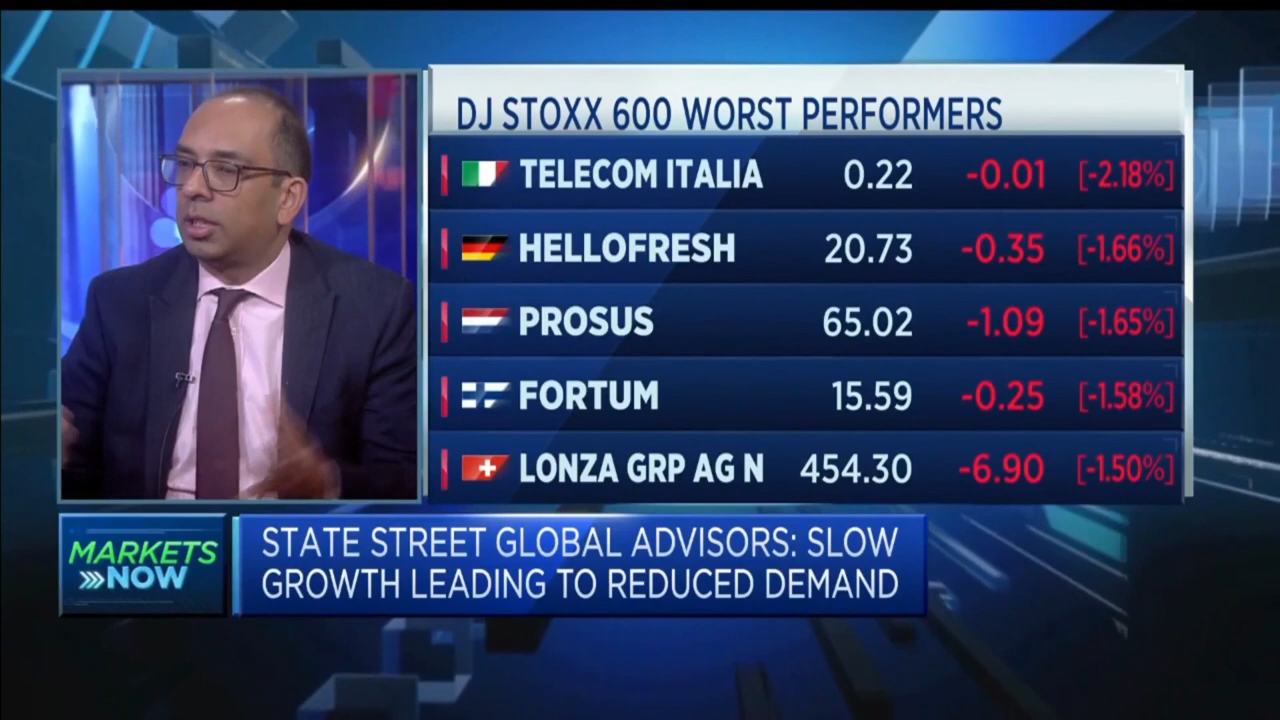 DJ STOXX 600 WORST PERFORMERS
TELECOM ITALIA 0.22 -0.01 [-2.18%]
HELLOFRESH 20.73 -0.35 [-1.66%]
PROSUS 65.02 -1.09 [-1.65%]
FORTUM 15.59 -0.25 [-1.58%]
LONZA GRP AG N 454.30 -6.90 [-1.50%]
MARKETS
NOW
STATE STREET GLOBAL ADVISORS: SLOW
GROWTH LEADING TO REDUCED DEMAND